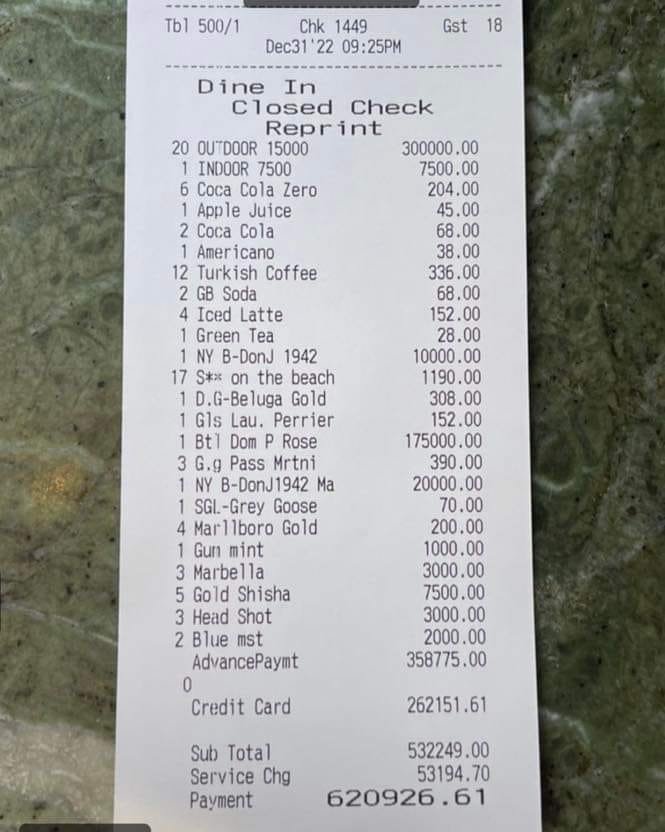 Tbl 500/1 Chk 1449 Gst 18
Dec31'22 09:25PM
Dine In
Closed Check
Reprint
20 OUTDOOR 15000 300000.00
1 INDOOR 7500 7500.00
6 Coca Cola Zero 204.00
1 Apple Juice 45.00
2 Coca Cola 68.00
1 Americano 38.00
12 Turkish Coffee 336.00
2 GB Soda 68.00
4 Iced Latte 152.00
1 Green Tea 28.00
1 NY B-DonJ 1942 10000.00
17 S** on the beach 1190.00
1 D.G-Beluga Gold 308.00
1 Gls Lau. Perrier 152.00
1 Btl Dom P Rose 175000.00
3 G.g Pass Mrtni 390.00
1 NY B-DonJ1942 Ma 20000.00
1 SGL-Grey Goose 70.00
4 Marllboro Gold 200.00
1 Gum mint 1000.00
3 Marbella 3000.00
5 Gold Shisha 7500.00
3 Head Shot 3000.00
2 Blue mst 2000.00
AdvancePaymt 358775.00
0
Credit Card 262151.61
Sub Total 532249.00
Service Chg 53194.70
Payment 620926.61